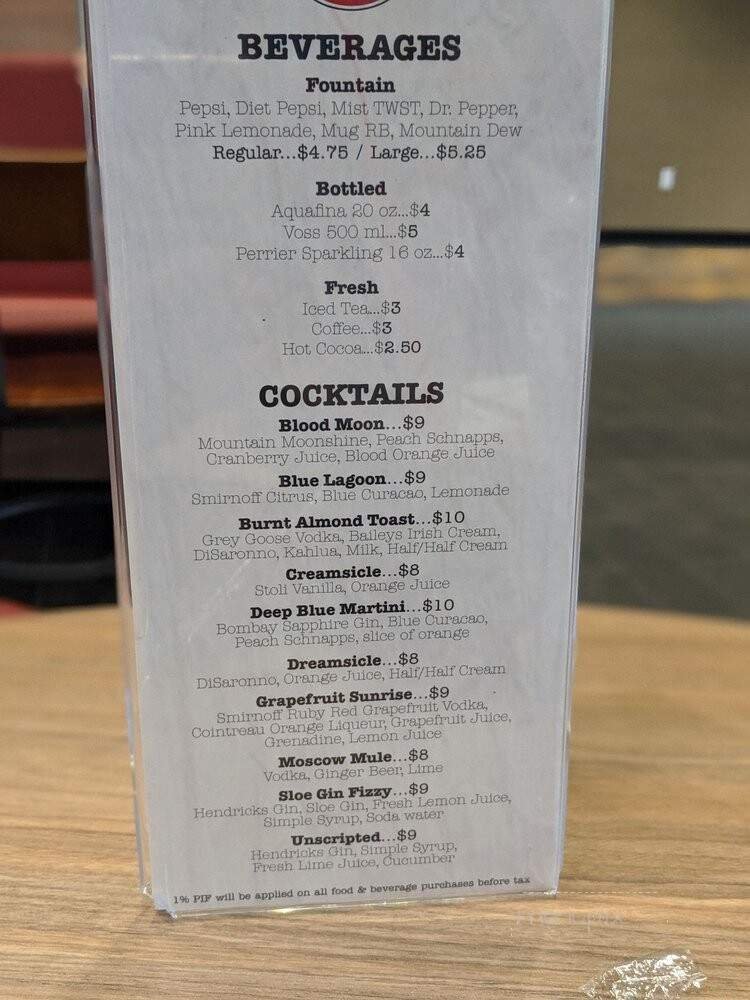 BEVERAGES
Fountain
Pepsi, Diet Pepsi, Mist TWST, Dr. Pepper,
Pink Lemonade, Mug RB, Mountain Dew
Regular...$4.75 / Large...$5.25
Bottled
Aquafina 20 oz...$4
Voss 500 ml...$5
Perrier Sparkling 16 oz...$4
Fresh
Iced Tea...$3
Coffee...$3
Hot Cocoa...$2.50
COCKTAILS
Blood Moon...$9
Mountain Moonshine, Peach Schnapps,
Cranberry Juice, Blood Orange Juice
Blue Lagoon...$9
Smirnoff Citrus, Blue Curacao, Lemonade
Burnt Almond Toast...$10
Grey Goose Vodka, Baileys Irish Cream,
DiSaronno, Kahlua, Milk, Half/Half Cream
Creamsicle...$8
Stoli Vanilla, Orange Juice
Deep Blue Martini...$10
Bombay Sapphire Gin, Blue Curacao,
Peach Schnapps, slice of orange
Dreamsicle...$8
DiSaronno, Orange Juice, Half/Half Cream
Grapefruit Sunrise...$9
Smirnoff Ruby Red Grapefruit Vodka,
Cointreau Orange Liqueur, Grapefruit Juice,
Grenadine, Lemon Juice
Moscow Mule...$8
Vodka, Ginger Beer, Lime
Sloe Gin Fizzy...$9
Hendricks Gin, Sloe Gin, Fresh Lemon Juice,
Simple Syrup, Soda water
Unscripted...$9
Hendricks Gin, Simple Syrup,
Fresh Lime Juice, Cucumber
1% PIF will be applied on all food & beverage purchases before tax